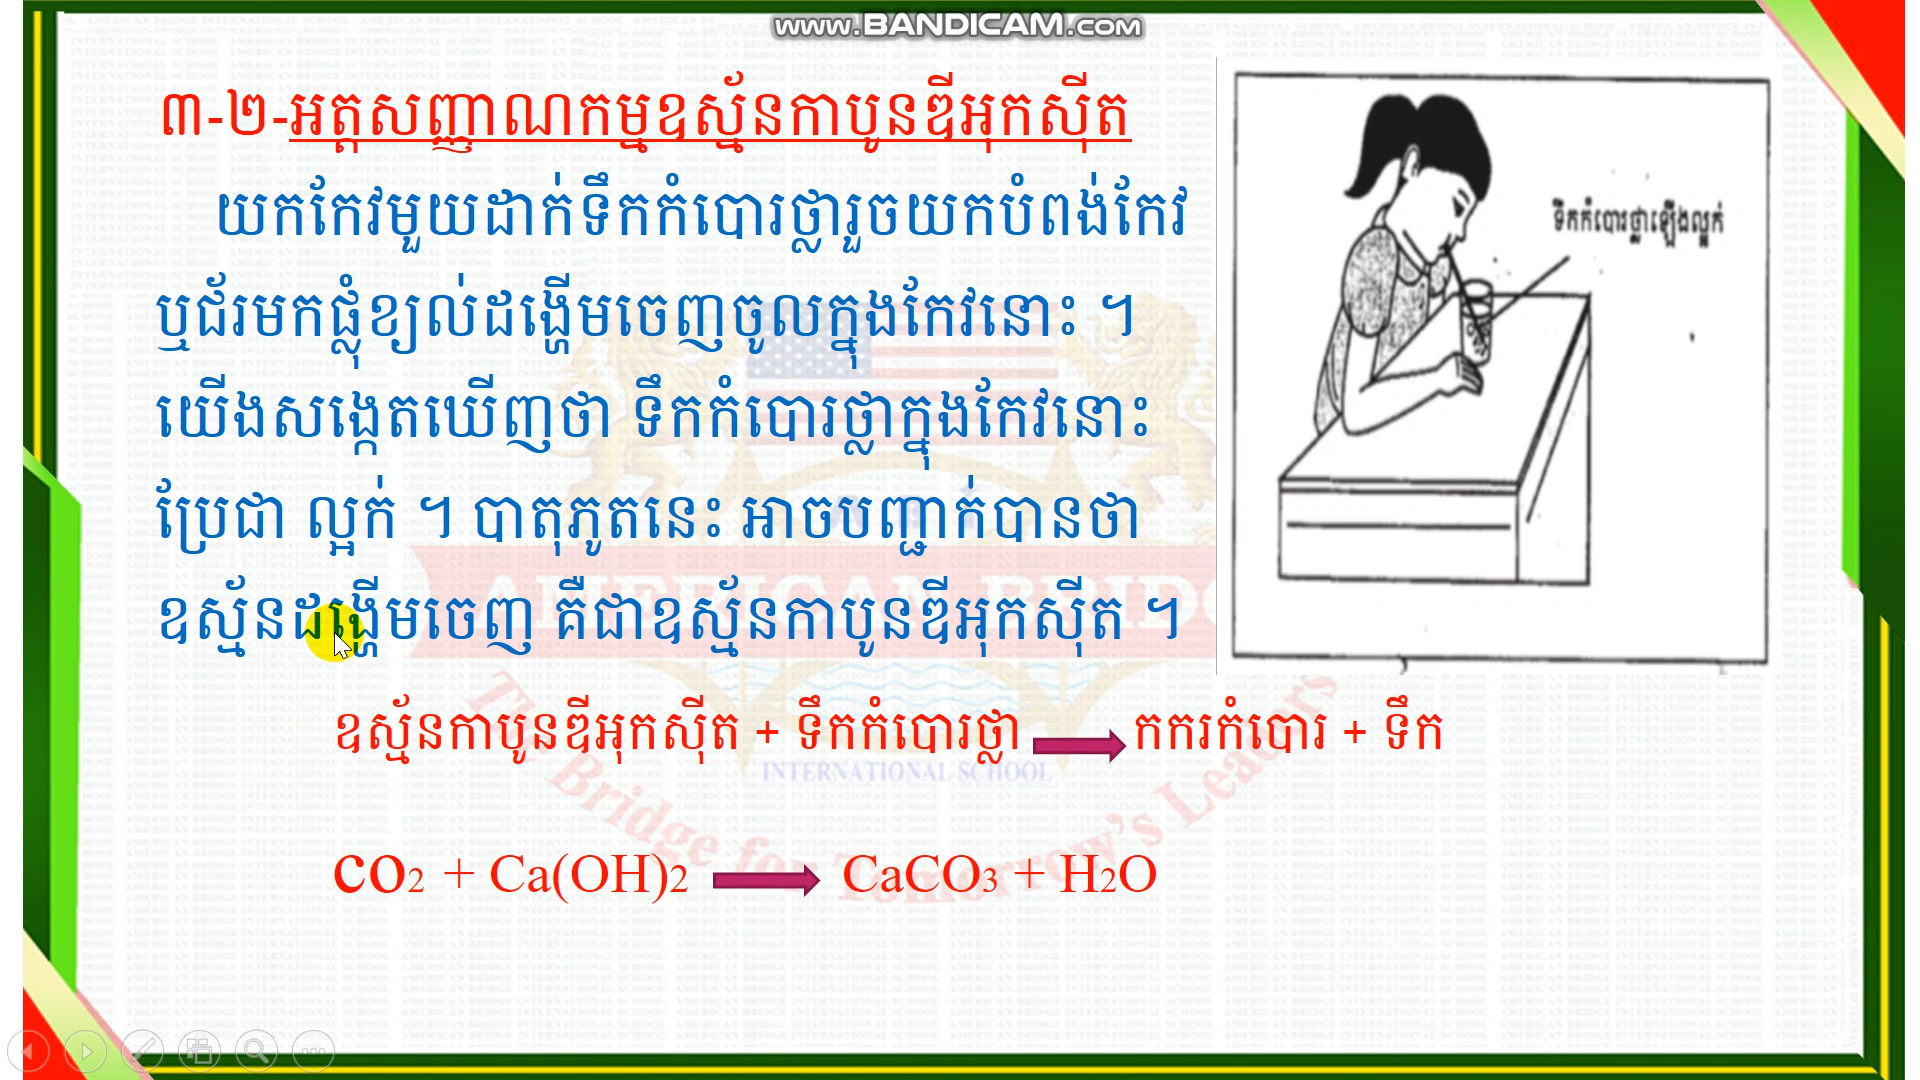 www.BANDICAM.com
៣-២-អត្តសញ្ញាណកម្មឧស្ម័នកាបូនឌីអុកស៊ីត
យកកែវមួយដាក់ទឹកកំបោរថ្លារួចយកបំពង់កែវ
ឬជ័រមកផ្លុំខ្យល់ដង្ហើមចេញចូលក្នុងកែវនោះ ។
យើងសង្កេតឃើញថា ទឹកកំបោរថ្លាក្នុងកែវនោះ
ប្រែជា ល្អក់ ។ បាតុភូតនេះ អាចបញ្ជាក់បានថា
ឧស្ម័នដង្ហើមចេញ គឺជាឧស្ម័នកាបូនឌីអុកស៊ីត ។
ទឹកកំបោរថ្លាឡើងល្អក់
ឧស្ម័នកាបូនឌីអុកស៊ីត + ទឹកកំបោរថ្លា → កករកំបោរ + ទឹក
CO2 + Ca(OH)2 → CaCO3 + H2O
AMERICAN BRIDGE
INTERNATIONAL SCHOOL
The Bridge for Tomorrow's Leaders